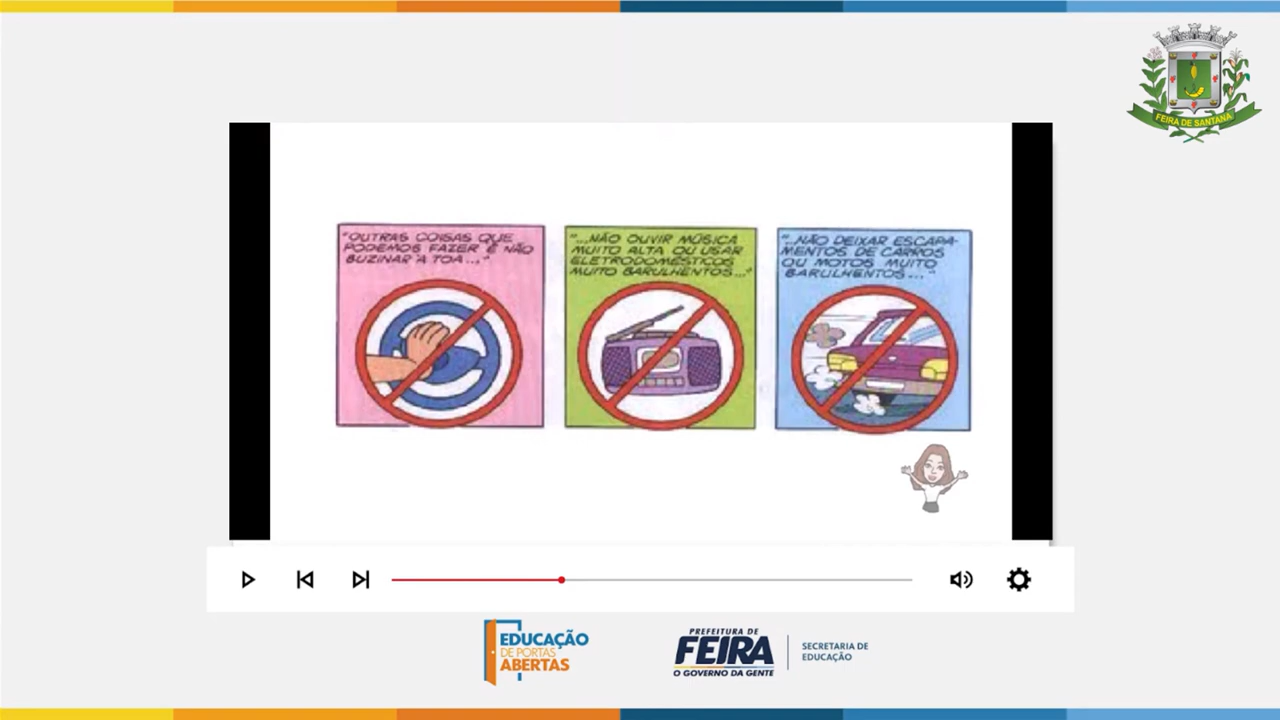 FEIRA DE SANTANA
"OUTRAS COISAS QUE
PODEMOS FAZER É NÃO
BUZINAR À TOA..."
"...NÃO OUVIR MÚSICA
MUITO ALTA OU USAR
ELETRODOMÉSTICOS
MUITO BARULHENTOS..."
"...NÃO DEIXAR ESCAPA-
MENTOS DE CARROS
OU MOTOS MUITO
BARULHENTOS..."
EDUCAÇÃO
DE PORTAS
ABERTAS
PREFEITURA DE
FEIRA
O GOVERNO DA GENTE
SECRETARIA DE
EDUCAÇÃO